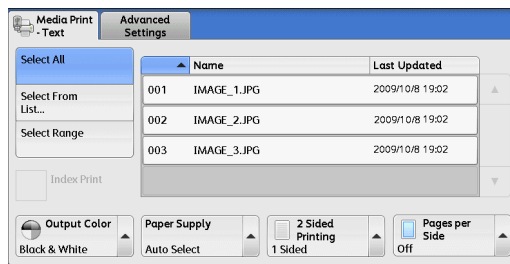 Media Print
- Text
Advanced
Settings
Select All
Select From
List...
Select Range
Index Print
Name Last Updated
001 IMAGE_1.JPG 2009/10/8 19:02
002 IMAGE_2.JPG 2009/10/8 19:02
003 IMAGE_3.JPG 2009/10/8 19:02
Output Color
Black & White
Paper Supply
Auto Select
2 Sided
Printing
1 Sided
Pages per
Side
Off